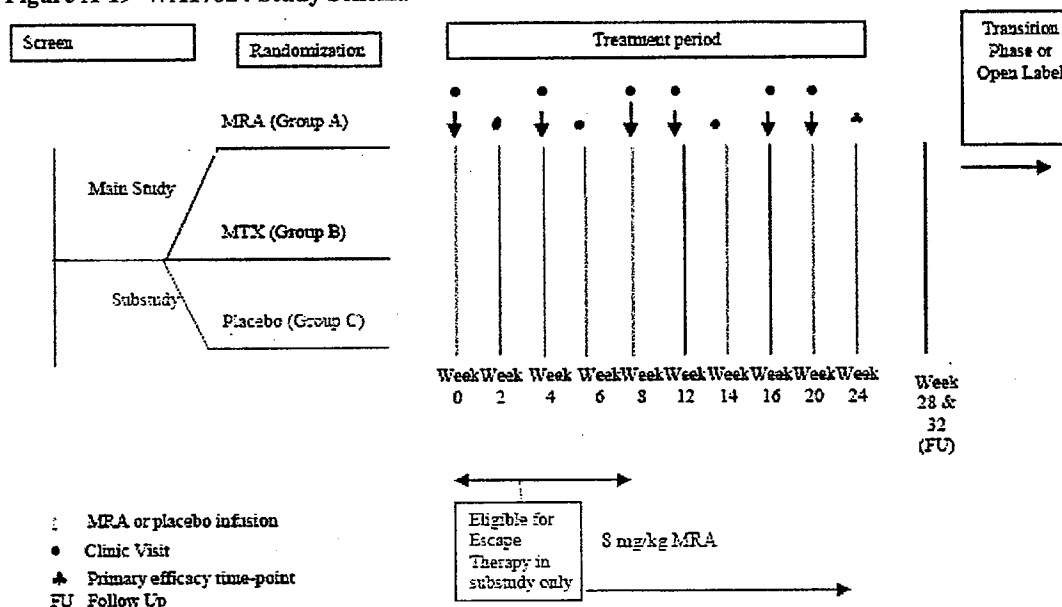 Screen
Randomization
Treatment period
Transition
Phase or
Open Label
MRA (Group A)
Main Study
MTX (Group B)
Substudy
Placebo (Group C)
Week Week Week Week Week Week Week Week Week Week
0 2 4 6 8 12 14 16 20 24
Week
28 &
32
(FU)
MRA or placebo infusion
Clinic Visit
Primary efficacy time-point
FU Follow Up
Eligible for
Escape
Therapy in
substudy only
8 mg/kg MRA